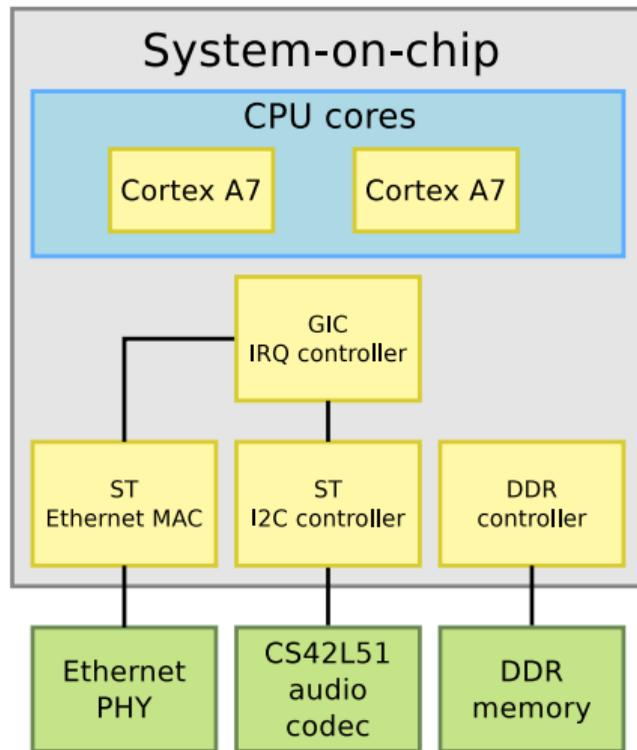 System-on-chip
CPU cores
Cortex A7
Cortex A7
GIC
IRQ controller
ST
Ethernet MAC
ST
I2C controller
DDR
controller
Ethernet
PHY
CS42L51
audio
codec
DDR
memory